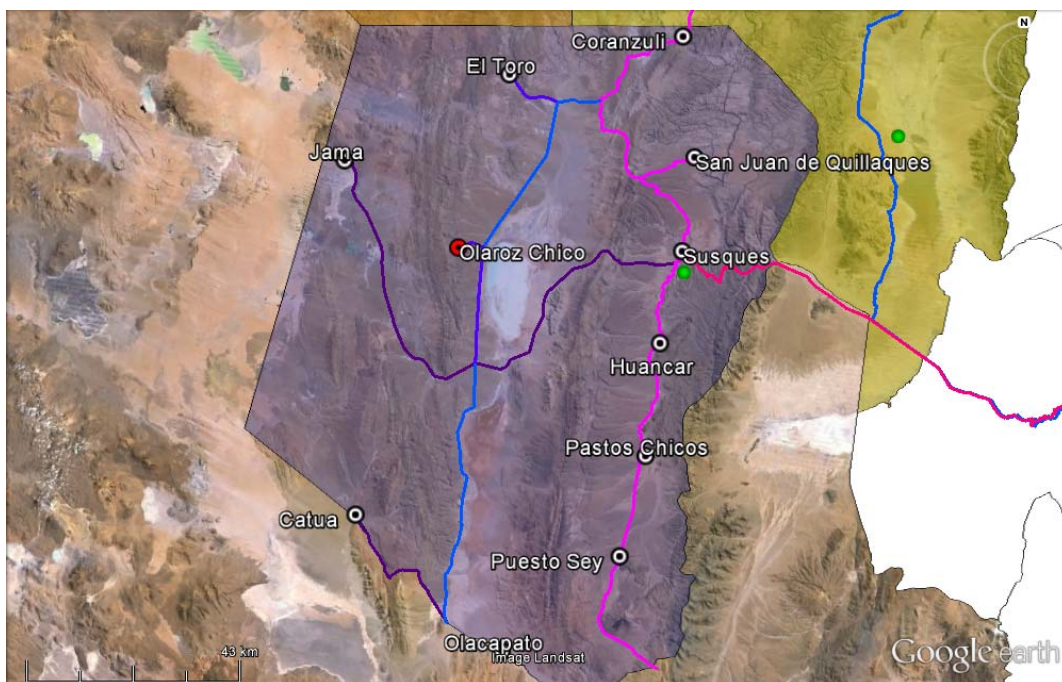 N
Coranzuli
El Toro
Jama
San Juan de Quillaques
Olaroz Chico
Susques
Huancar
Pastos Chicos
Catua
Puesto Sey
Olacapato
43 km
Image Landsat
Google earth